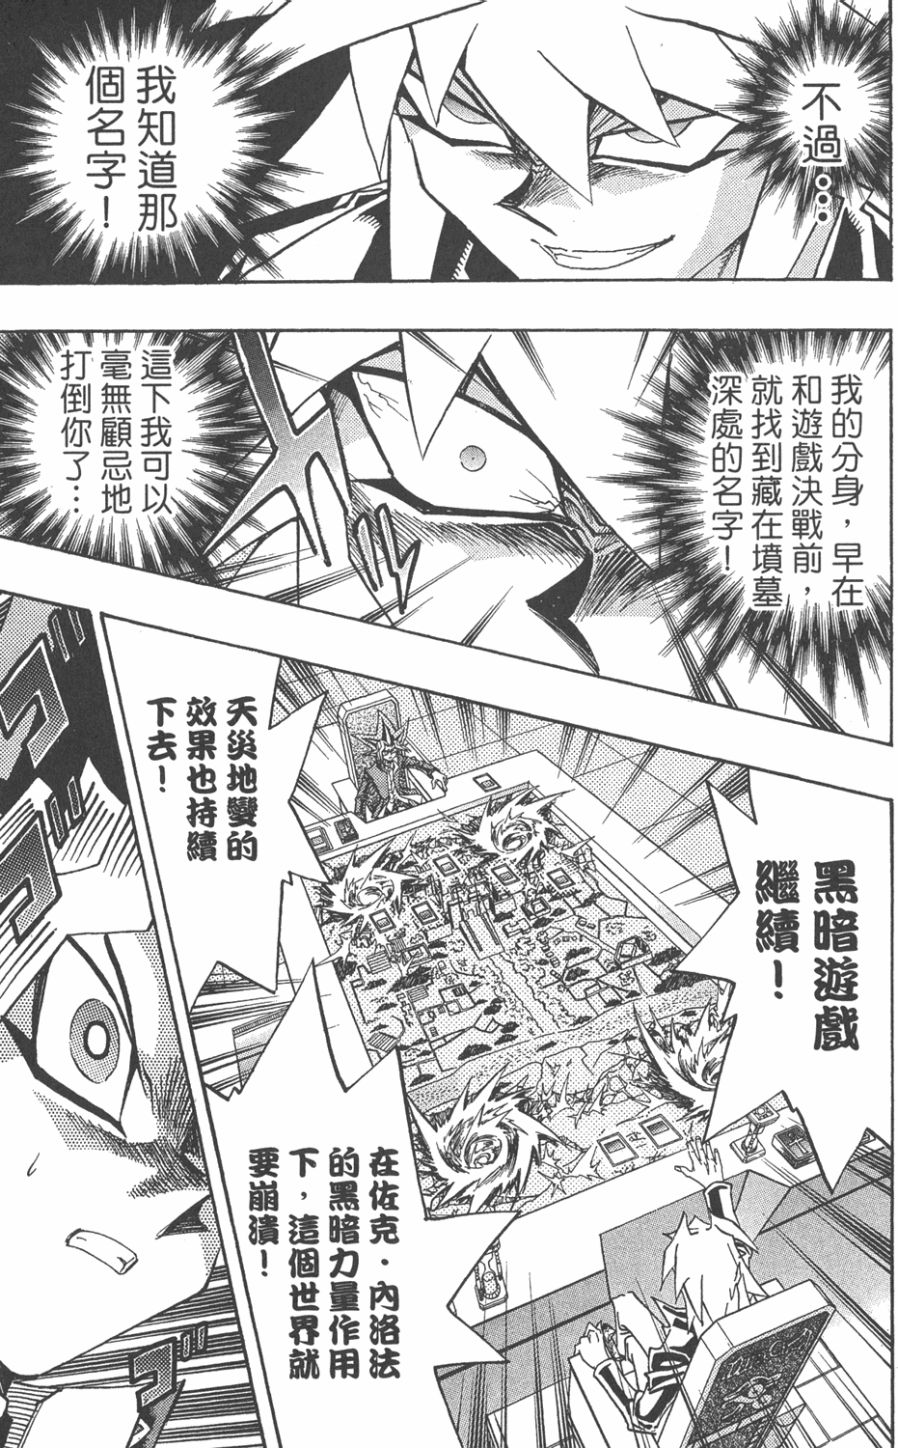 不過…
我知道那
個名字！
我的分身，早在
和遊戲決戰前，
就找到藏在墳墓
深處的名字！
這下我可以
毫無顧忌地
打倒你了…
黑暗遊戲
繼續！
天災地變的
效果也持續
下去！
在佐克．內洛法
的黑暗力量作用
下，這個世界就
要崩潰！